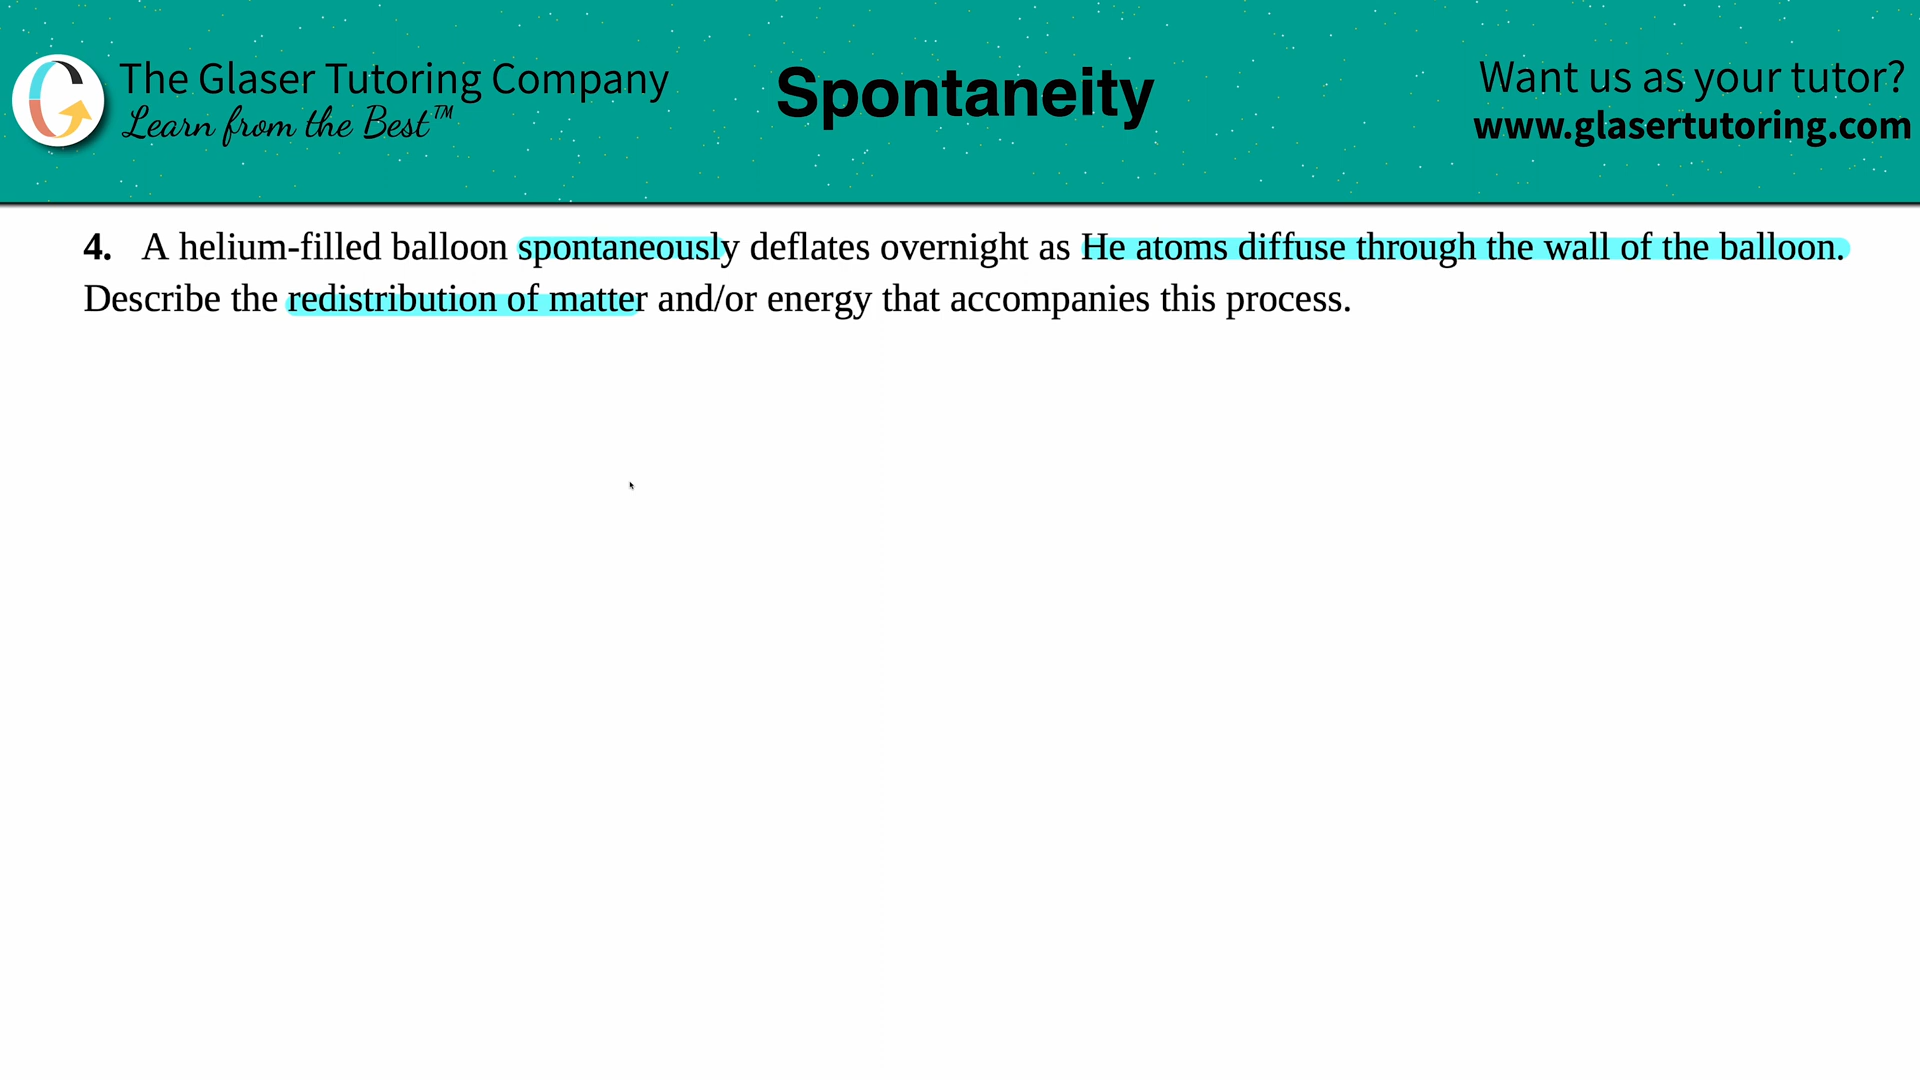 The Glaser Tutoring Company
Learn from the Best™
Spontaneity
Want us as your tutor?
www.glasertutoring.com
4. A helium-filled balloon spontaneously deflates overnight as He atoms diffuse through the wall of the balloon.
Describe the redistribution of matter and/or energy that accompanies this process.